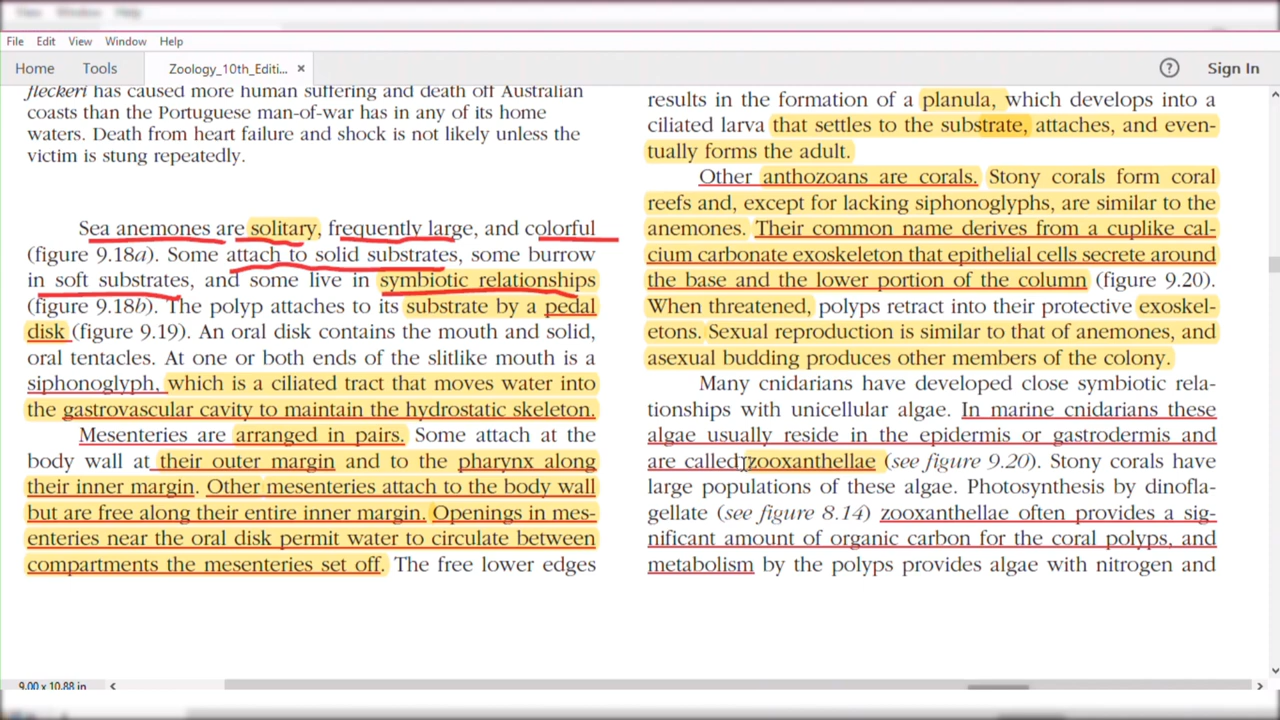 View Window Help
File Edit View Window Help
Home Tools Zoology_10th_Editi... × ? Sign In
fleckeri has caused more human suffering and death off Australian
coasts than the Portuguese man-of-war has in any of its home
waters. Death from heart failure and shock is not likely unless the
victim is stung repeatedly.
Sea anemones are solitary, frequently large, and colorful
(figure 9.18a). Some attach to solid substrates, some burrow
in soft substrates, and some live in symbiotic relationships
(figure 9.18b). The polyp attaches to its substrate by a pedal
disk (figure 9.19). An oral disk contains the mouth and solid,
oral tentacles. At one or both ends of the slitlike mouth is a
siphonoglyph, which is a ciliated tract that moves water into
the gastrovascular cavity to maintain the hydrostatic skeleton.
Mesenteries are arranged in pairs. Some attach at the
body wall at their outer margin and to the pharynx along
their inner margin. Other mesenteries attach to the body wall
but are free along their entire inner margin. Openings in mes-
enteries near the oral disk permit water to circulate between
compartments the mesenteries set off. The free lower edges
results in the formation of a planula, which develops into a
ciliated larva that settles to the substrate, attaches, and even-
tually forms the adult.
Other anthozoans are corals. Stony corals form coral
reefs and, except for lacking siphonoglyphs, are similar to the
anemones. Their common name derives from a cuplike cal-
cium carbonate exoskeleton that epithelial cells secrete around
the base and the lower portion of the column (figure 9.20).
When threatened, polyps retract into their protective exoskel-
etons. Sexual reproduction is similar to that of anemones, and
asexual budding produces other members of the colony.
Many cnidarians have developed close symbiotic rela-
tionships with unicellular algae. In marine cnidarians these
algae usually reside in the epidermis or gastrodermis and
are called zooxanthellae (see figure 9.20). Stony corals have
large populations of these algae. Photosynthesis by dinofla-
gellate (see figure 8.14) zooxanthellae often provides a sig-
nificant amount of organic carbon for the coral polyps, and
metabolism by the polyps provides algae with nitrogen and
9.00 x 10.88 in